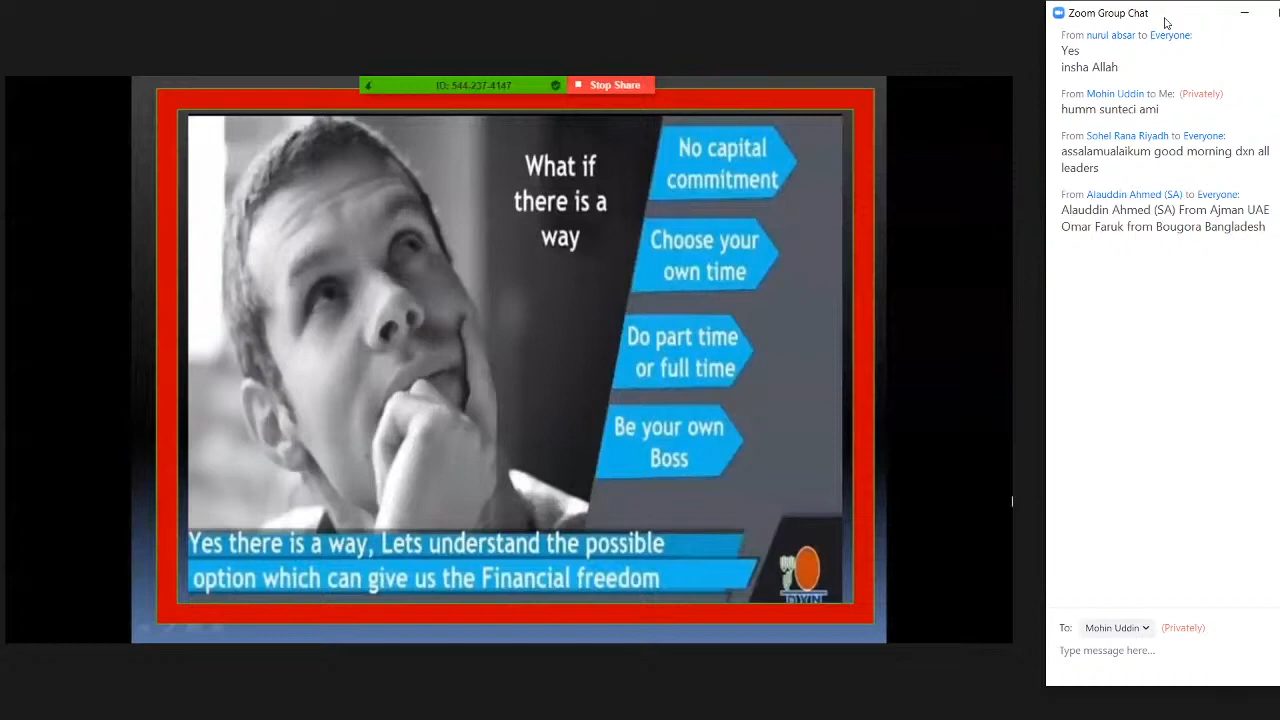 ID: 544-237-4147
Stop Share
What if
there is a
way
No capital
commitment
Choose your
own time
Do part time
or full time
Be your own
Boss
Yes there is a way, Lets understand the possible
option which can give us the Financial freedom
DXN
Zoom Group Chat
From nurul absar to Everyone:
Yes
insha Allah
From Mohin Uddin to Me: (Privately)
humm sunteci ami
From Sohel Rana Riyadh to Everyone:
assalamualaikum good morning dxn all
leaders
From Alauddin Ahmed (SA) to Everyone:
Alauddin Ahmed (SA) From Ajman UAE
Omar Faruk from Bougora Bangladesh
To: Mohin Uddin (Privately)
Type message here...